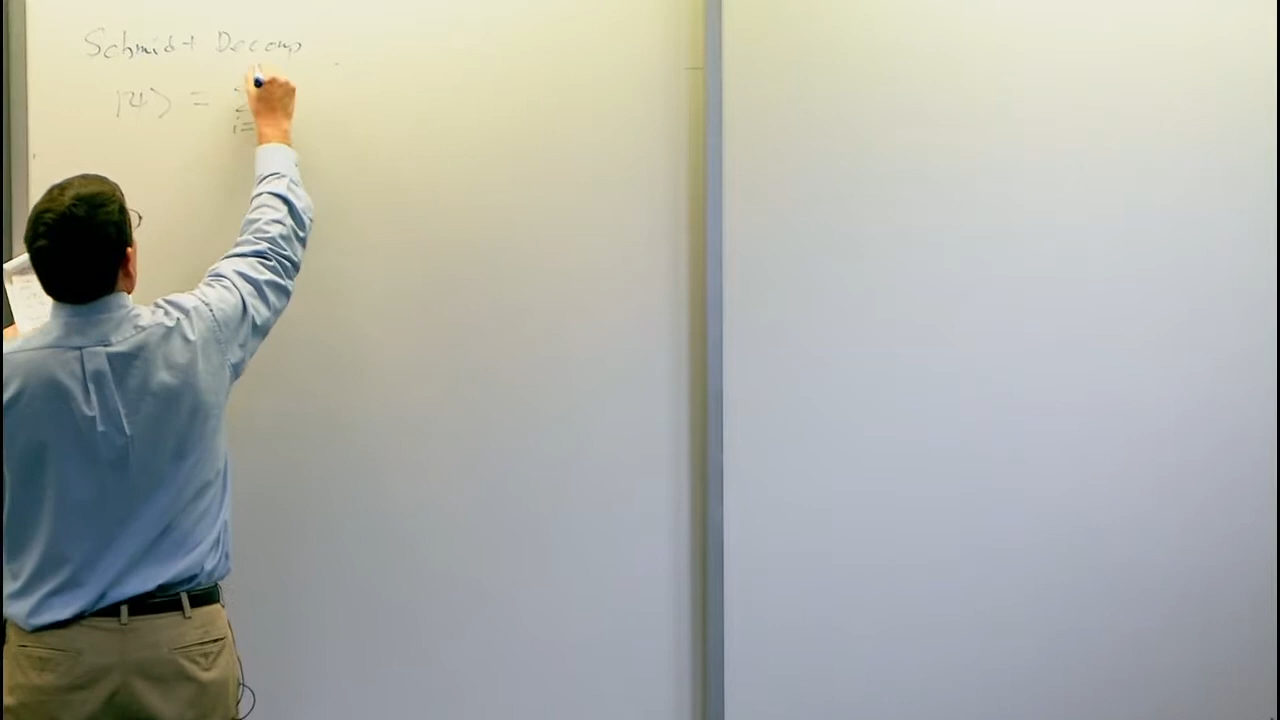 Schmidt Decomp
|ψ⟩ = Σ
i=